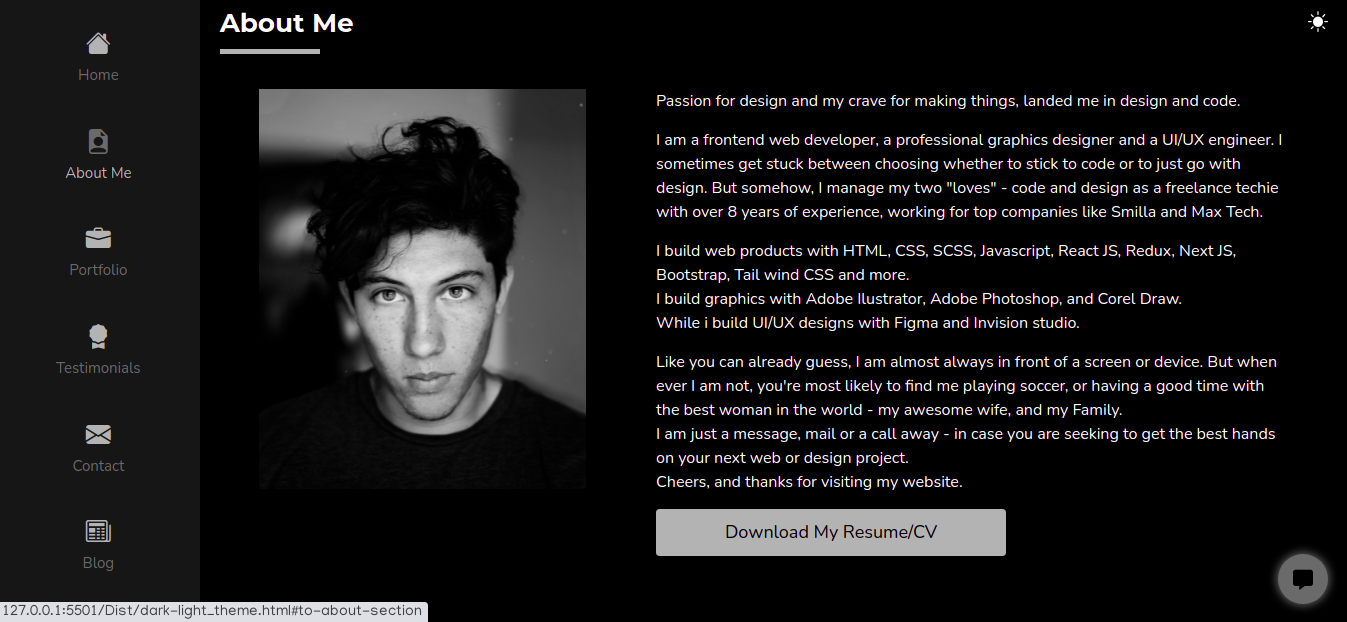 Home
About Me
Portfolio
Testimonials
Contact
Blog
About Me
Passion for design and my crave for making things, landed me in design and code.
I am a frontend web developer, a professional graphics designer and a UI/UX engineer. I
sometimes get stuck between choosing whether to stick to code or to just go with
design. But somehow, I manage my two "loves" - code and design as a freelance techie
with over 8 years of experience, working for top companies like Smilla and Max Tech.
I build web products with HTML, CSS, SCSS, Javascript, React JS, Redux, Next JS,
Bootstrap, Tail wind CSS and more.
I build graphics with Adobe Ilustrator, Adobe Photoshop, and Corel Draw.
While i build UI/UX designs with Figma and Invision studio.
Like you can already guess, I am almost always in front of a screen or device. But when
ever I am not, you're most likely to find me playing soccer, or having a good time with
the best woman in the world - my awesome wife, and my Family.
I am just a message, mail or a call away - in case you are seeking to get the best hands
on your next web or design project.
Cheers, and thanks for visiting my website.
Download My Resume/CV
127.0.0.1:5501/Dist/dark-light_theme.html#to-about-section